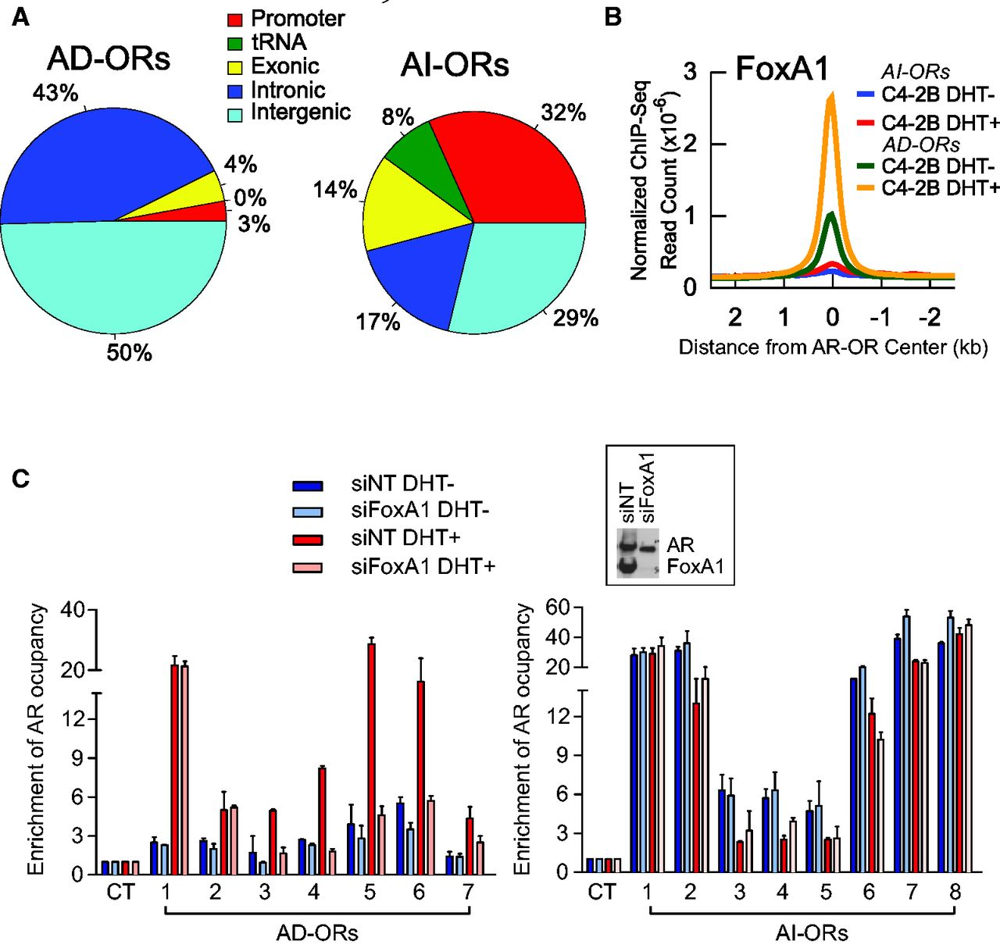 A
Promoter
tRNA
Exonic
Intronic
Intergenic
AD-ORs
43%
4%
0%
3%
50%
AI-ORs
8%
32%
14%
17%
29%
B
FoxA1
AI-ORs
C4-2B DHT-
C4-2B DHT+
AD-ORs
C4-2B DHT-
C4-2B DHT+
Normalized ChIP-Seq
Read Count (x10-6)
3
2
1
0
2 1 0 -1 -2
Distance from AR-OR Center (kb)
C
siNT DHT-
siFoxA1 DHT-
siNT DHT+
siFoxA1 DHT+
siNT
siFoxA1
AR
FoxA1
Enrichment of AR ocupancy
40
20
12
9
6
3
0
CT 1 2 3 4 5 6 7
AD-ORs
Enrichment of AR ocupancy
60
40
20
12
9
6
3
0
CT 1 2 3 4 5 6 7 8
AI-ORs